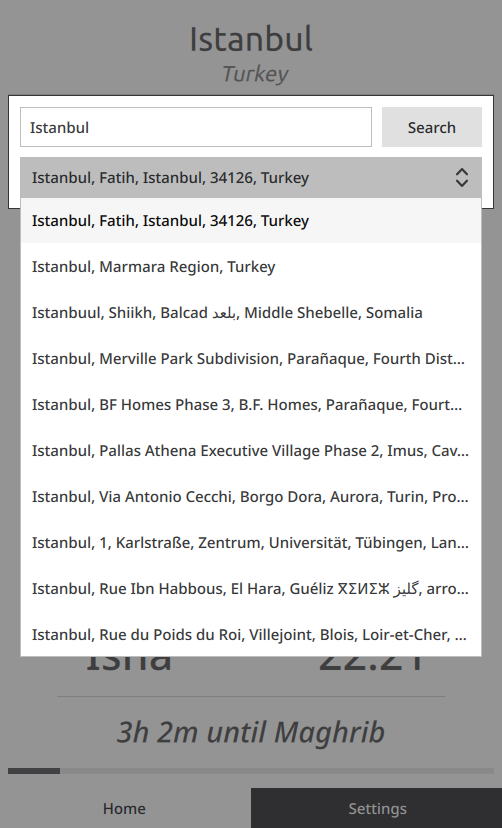 Istanbul
Turkey
Istanbul
Search
Istanbul, Fatih, Istanbul, 34126, Turkey
Istanbul, Fatih, Istanbul, 34126, Turkey
Istanbul, Marmara Region, Turkey
Istanbuul, Shiikh, Balcad بلعد, Middle Shebelle, Somalia
Istanbul, Merville Park Subdivision, Parañaque, Fourth Dist...
Istanbul, BF Homes Phase 3, B.F. Homes, Parañaque, Fourt...
Istanbul, Pallas Athena Executive Village Phase 2, Imus, Cav...
Istanbul, Via Antonio Cecchi, Borgo Dora, Aurora, Turin, Pro...
Istanbul, 1, Karlstraße, Zentrum, Universität, Tübingen, Lan...
Istanbul, Rue Ibn Habbous, El Hara, Guéliz ⴳⵉⵍⵉⵣ گليز, arro...
Istanbul, Rue du Poids du Roi, Villejoint, Blois, Loir-et-Cher, ...
Isha 22:21
3h 2m until Maghrib
Home
Settings